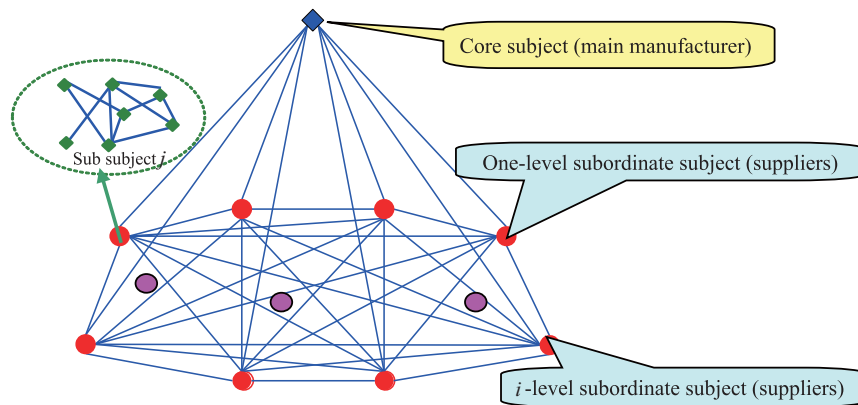 Core subject (main manufacturer)
Sub subject j
One-level subordinate subject (suppliers)
i-level subordinate subject (suppliers)